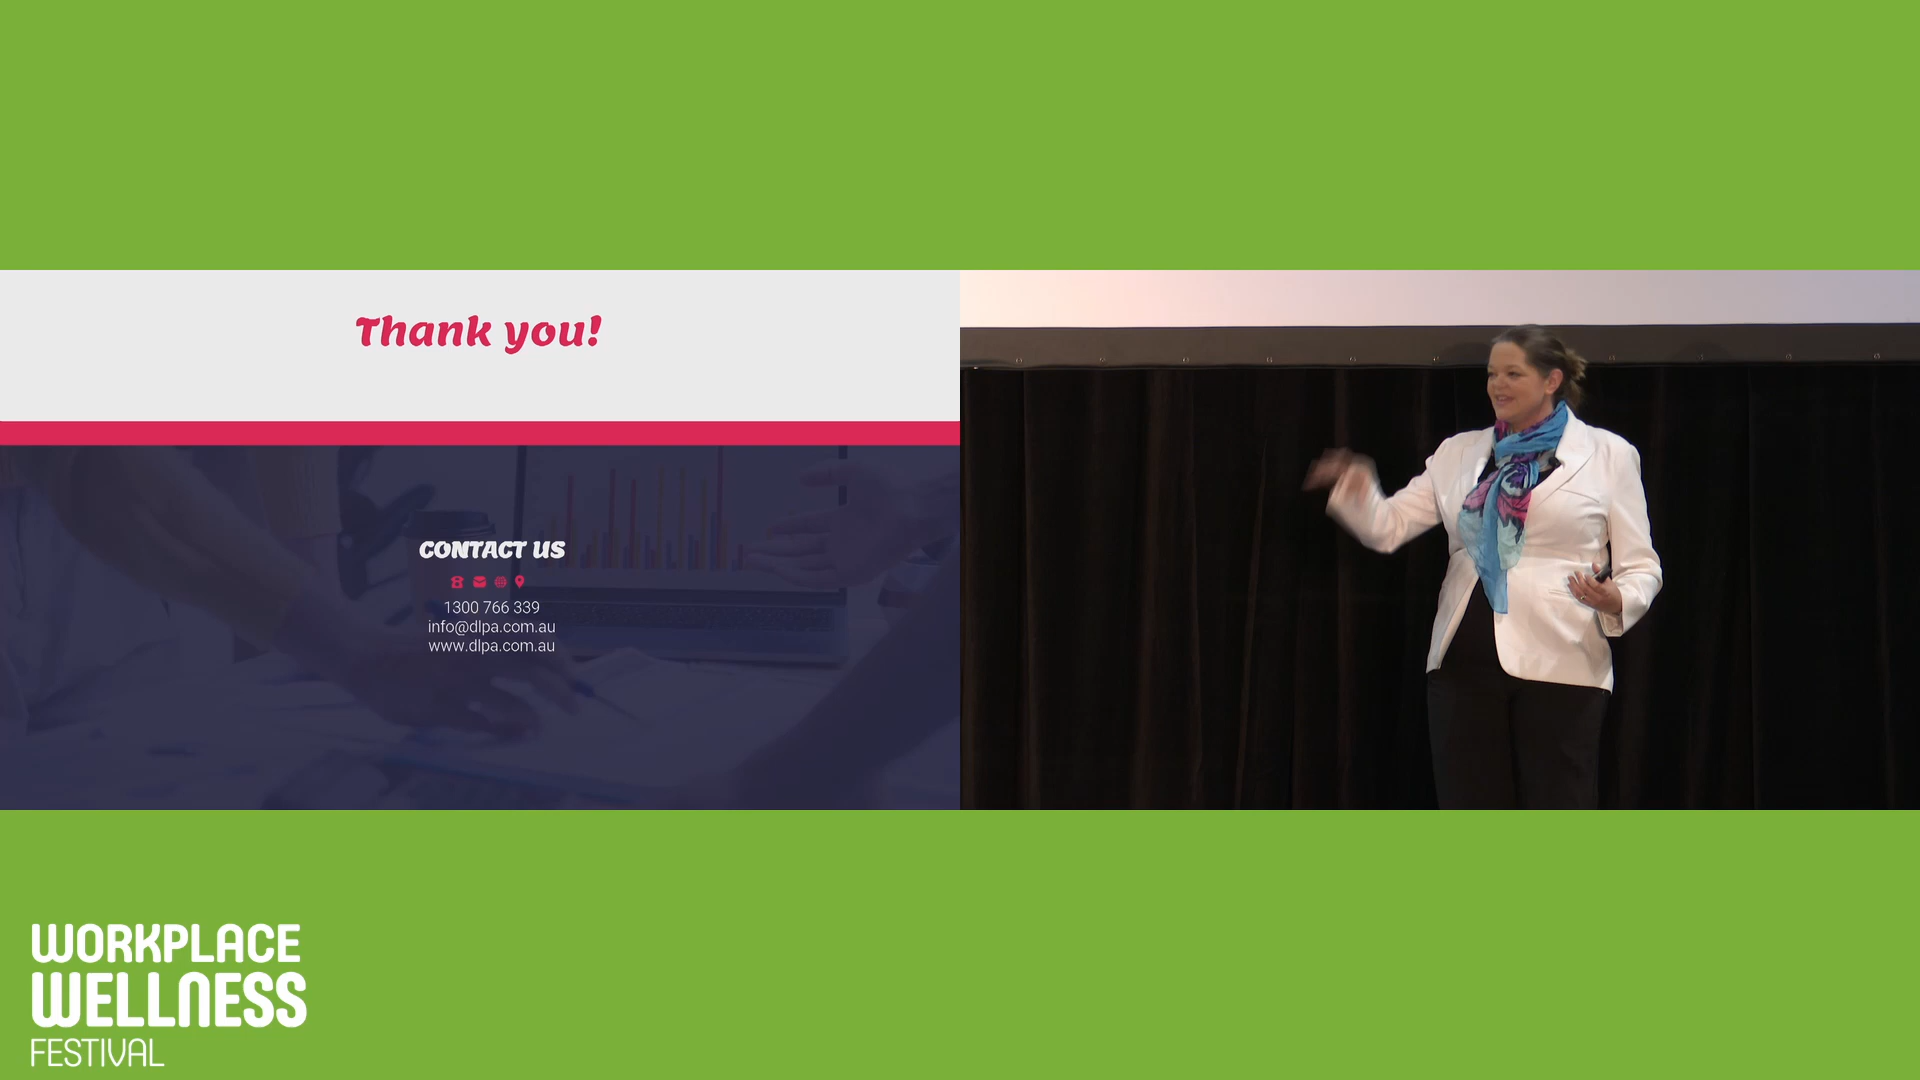 Thank you!
CONTACT US
1300 766 339
info@dlpa.com.au
www.dlpa.com.au
WORKPLACE
WELLNESS
FESTIVAL